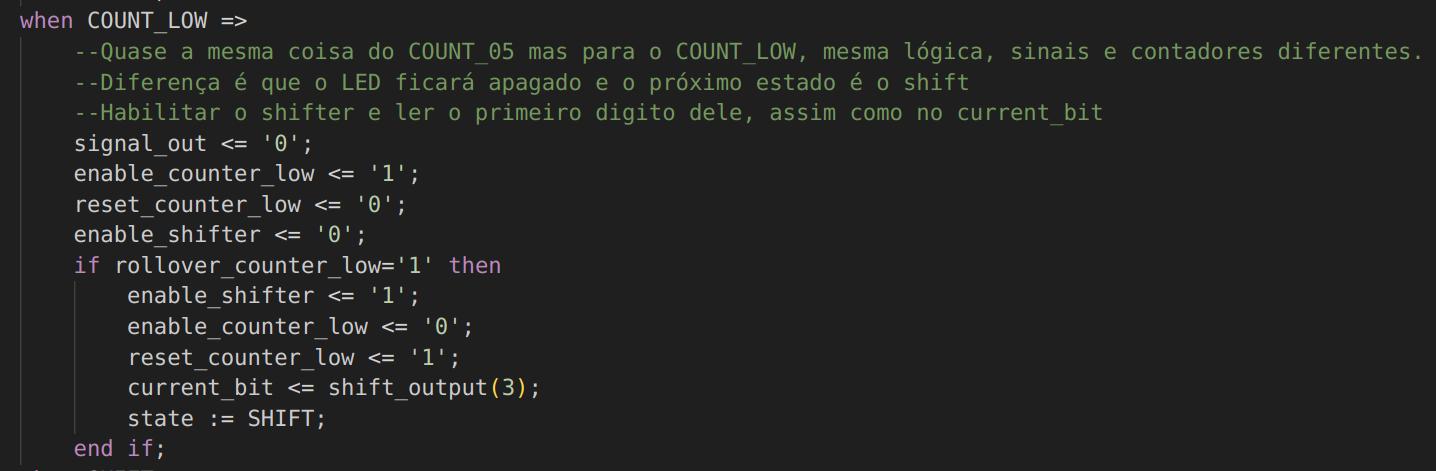 when COUNT_LOW =>
--Quase a mesma coisa do COUNT_05 mas para o COUNT_LOW, mesma lógica, sinais e contadores diferentes.
--Diferença é que o LED ficará apagado e o próximo estado é o shift
--Habilitar o shifter e ler o primeiro digito dele, assim como no current_bit
signal_out <= '0';
enable_counter_low <= '1';
reset_counter_low <= '0';
enable_shifter <= '0';
if rollover_counter_low='1' then
enable_shifter <= '1';
enable_counter_low <= '0';
reset_counter_low <= '1';
current_bit <= shift_output(3);
state := SHIFT;
end if;